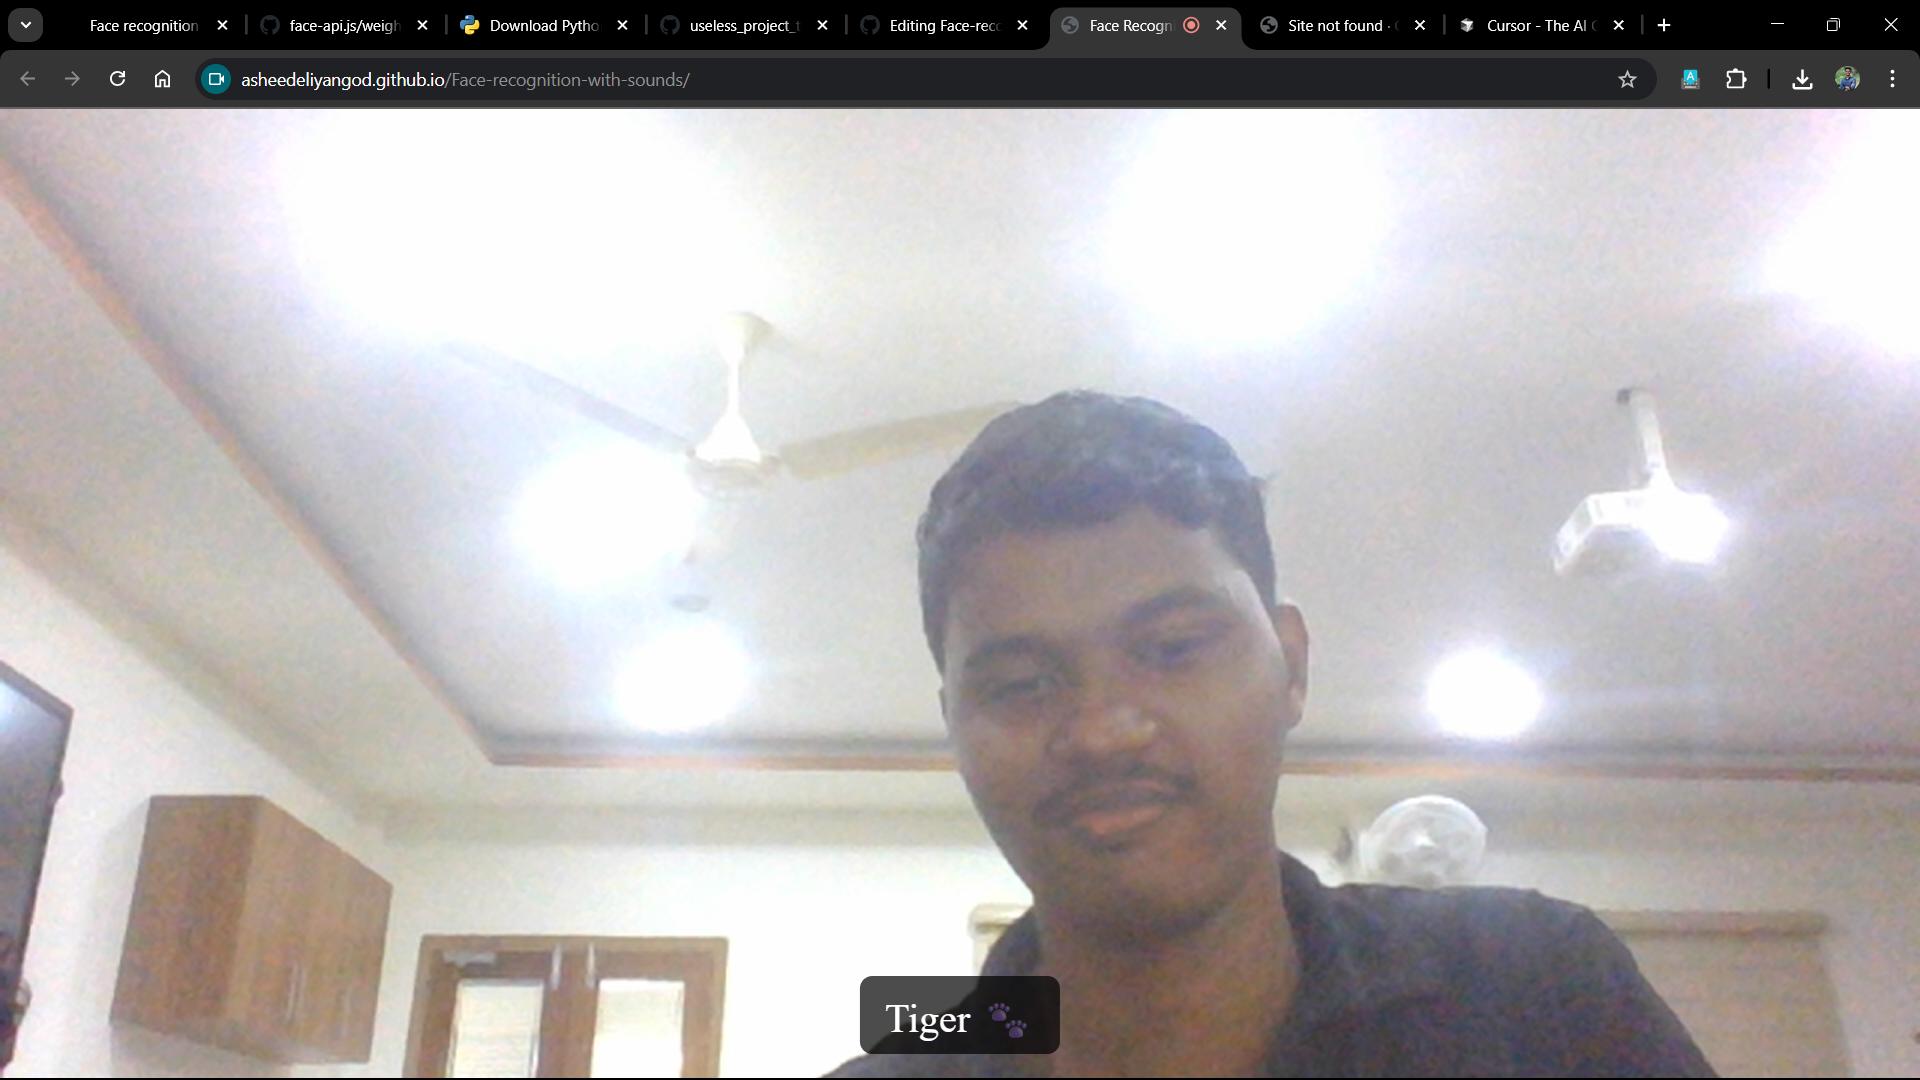 Face recognition
face-api.js/weigh
Download Pytho
useless_project_t
Editing Face-rec
Face Recogn
Site not found ·
Cursor - The AI
asheedeliyangod.github.io/Face-recognition-with-sounds/
A
Tiger 🐾